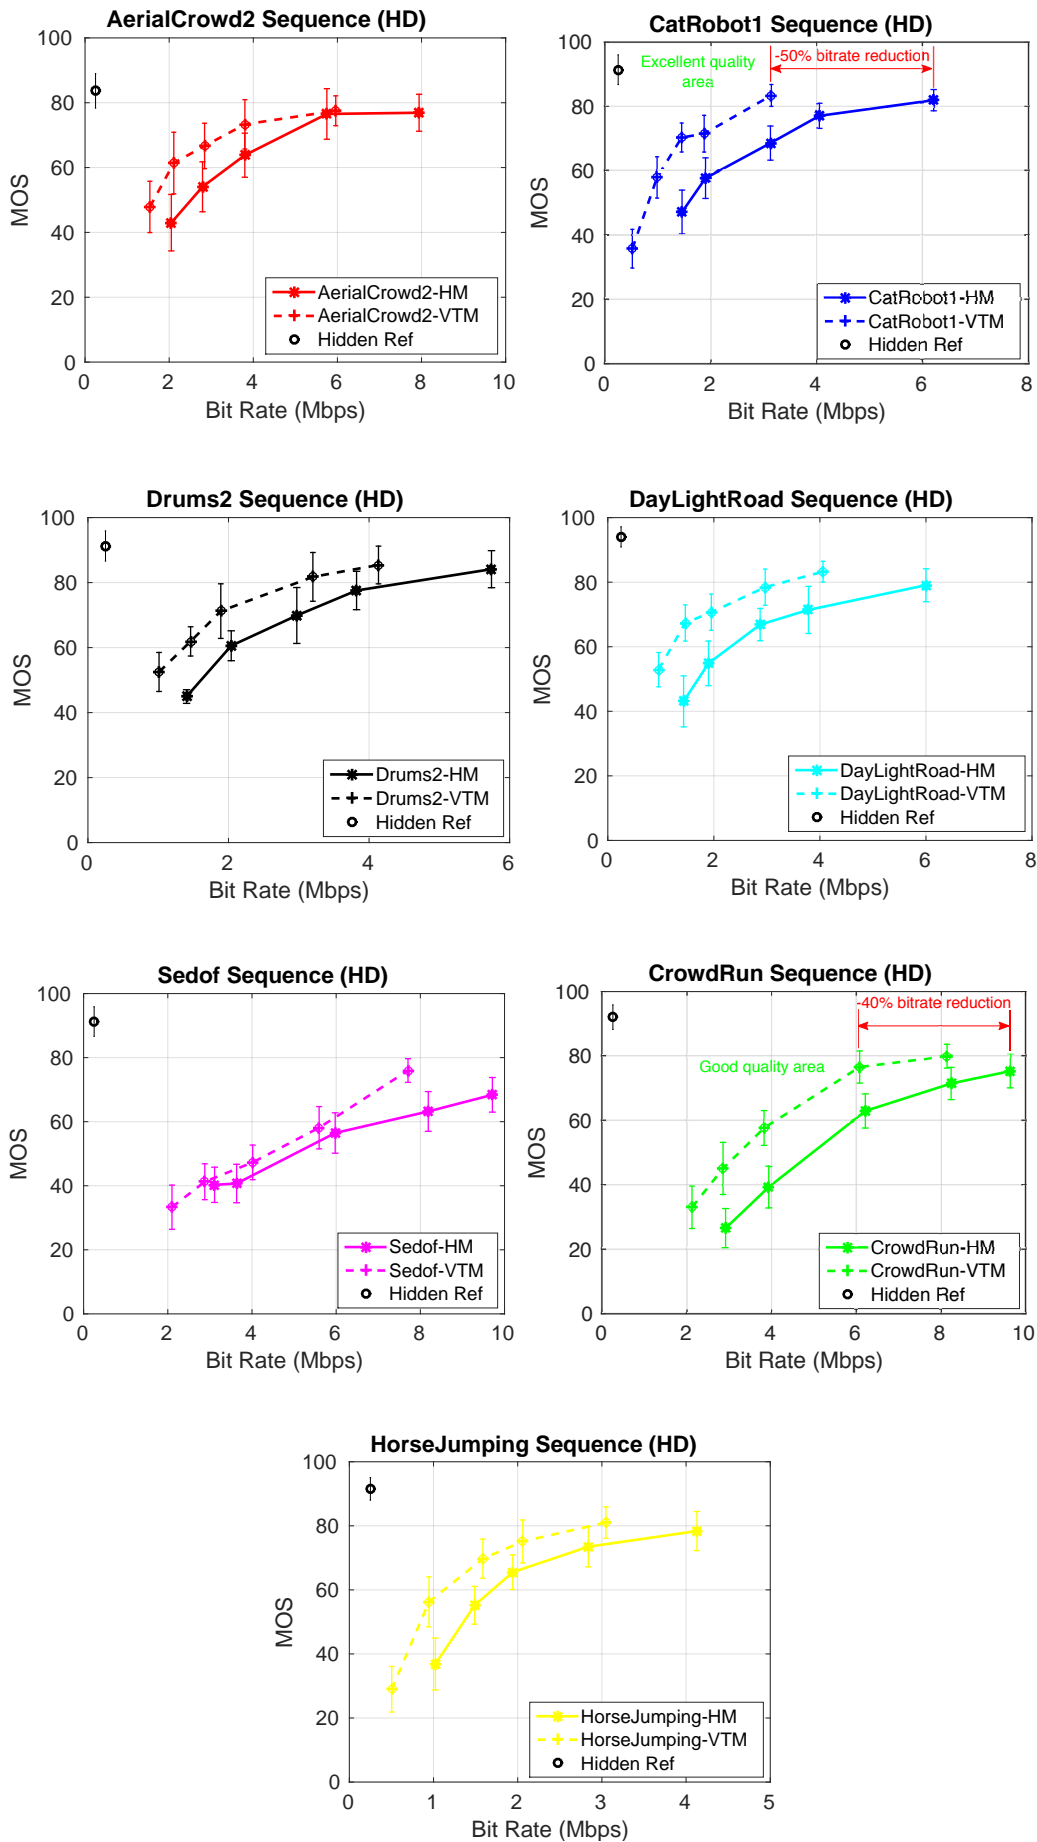 AerialCrowd2 Sequence (HD)
100
80
60
40
20
0
MOS
AerialCrowd2-HM
AerialCrowd2-VTM
Hidden Ref
0 2 4 6 8 10
Bit Rate (Mbps)
CatRobot1 Sequence (HD)
100
80
60
40
20
0
MOS
Excellent quality
area
-50% bitrate reduction
CatRobot1-HM
CatRobot1-VTM
Hidden Ref
0 2 4 6 8
Bit Rate (Mbps)
Drums2 Sequence (HD)
100
80
60
40
20
0
MOS
Drums2-HM
Drums2-VTM
Hidden Ref
0 2 4 6
Bit Rate (Mbps)
DayLightRoad Sequence (HD)
100
80
60
40
20
0
MOS
DayLightRoad-HM
DayLightRoad-VTM
Hidden Ref
0 2 4 6 8
Bit Rate (Mbps)
Sedof Sequence (HD)
100
80
60
40
20
0
MOS
Sedof-HM
Sedof-VTM
Hidden Ref
0 2 4 6 8 10
Bit Rate (Mbps)
CrowdRun Sequence (HD)
100
80
60
40
20
0
MOS
-40% bitrate reduction
Good quality area
CrowdRun-HM
CrowdRun-VTM
Hidden Ref
0 2 4 6 8 10
Bit Rate (Mbps)
HorseJumping Sequence (HD)
100
80
60
40
20
0
MOS
HorseJumping-HM
HorseJumping-VTM
Hidden Ref
0 1 2 3 4 5
Bit Rate (Mbps)